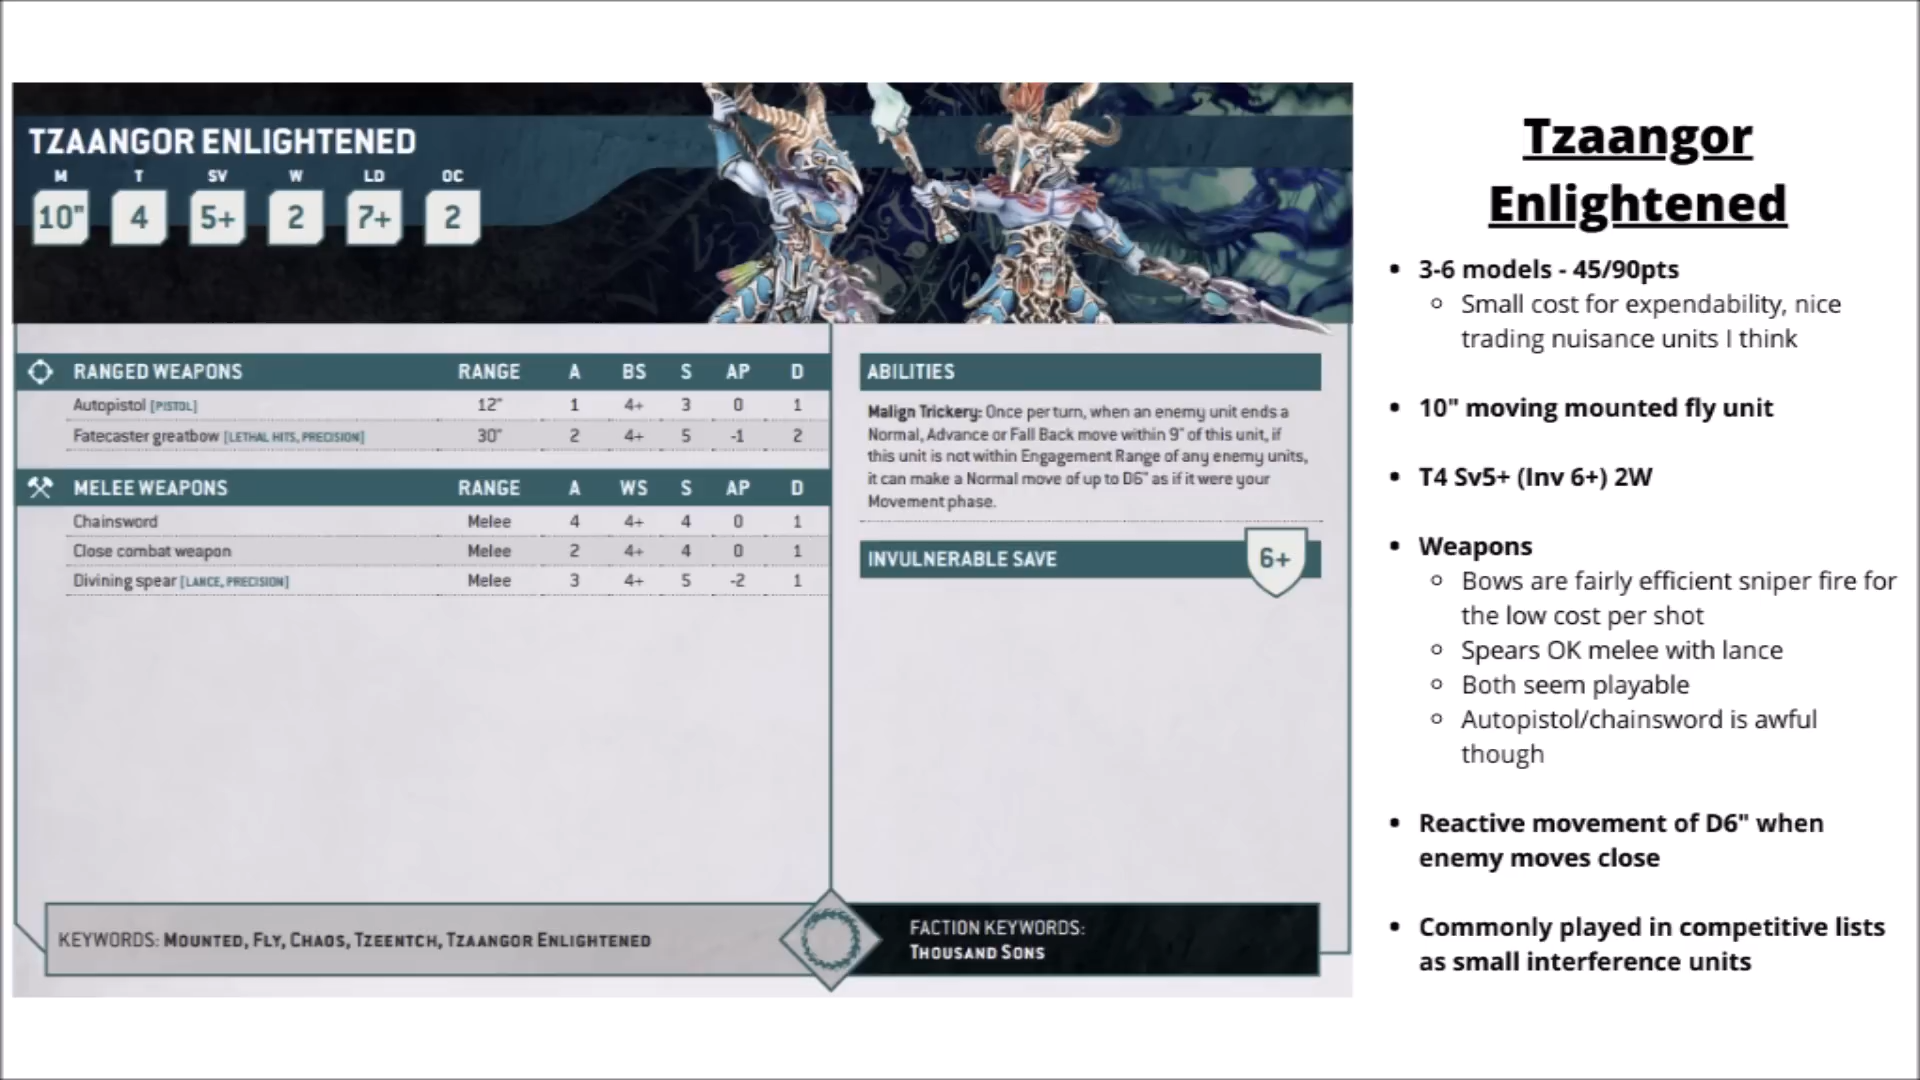 TZAANGOR ENLIGHTENED
M T SV W LD OC
10" 4 5+ 2 7+ 2
RANGED WEAPONS RANGE A BS S AP D
Autopistol [PISTOL] 12" 1 4+ 3 0 1
Fatecaster greatbow [LETHAL HITS, PRECISION] 30" 2 4+ 5 -1 2
MELEE WEAPONS RANGE A WS S AP D
Chainsword Melee 4 4+ 4 0 1
Close combat weapon Melee 2 4+ 4 0 1
Divining spear [LANCE, PRECISION] Melee 3 4+ 5 -2 1
ABILITIES
Malign Trickery: Once per turn, when an enemy unit ends a
Normal, Advance or Fall Back move within 9" of this unit, if
this unit is not within Engagement Range of any enemy units,
it can make a Normal move of up to D6" as if it were your
Movement phase.
INVULNERABLE SAVE 6+
KEYWORDS: MOUNTED, FLY, CHAOS, TZEENTCH, TZAANGOR ENLIGHTENED
FACTION KEYWORDS:
THOUSAND SONS
Tzaangor
Enlightened
• 3-6 models - 45/90pts
○ Small cost for expendability, nice
trading nuisance units I think
• 10" moving mounted fly unit
• T4 Sv5+ (Inv 6+) 2W
• Weapons
○ Bows are fairly efficient sniper fire for
the low cost per shot
○ Spears OK melee with lance
○ Both seem playable
○ Autopistol/chainsword is awful
though
• Reactive movement of D6" when
enemy moves close
• Commonly played in competitive lists
as small interference units